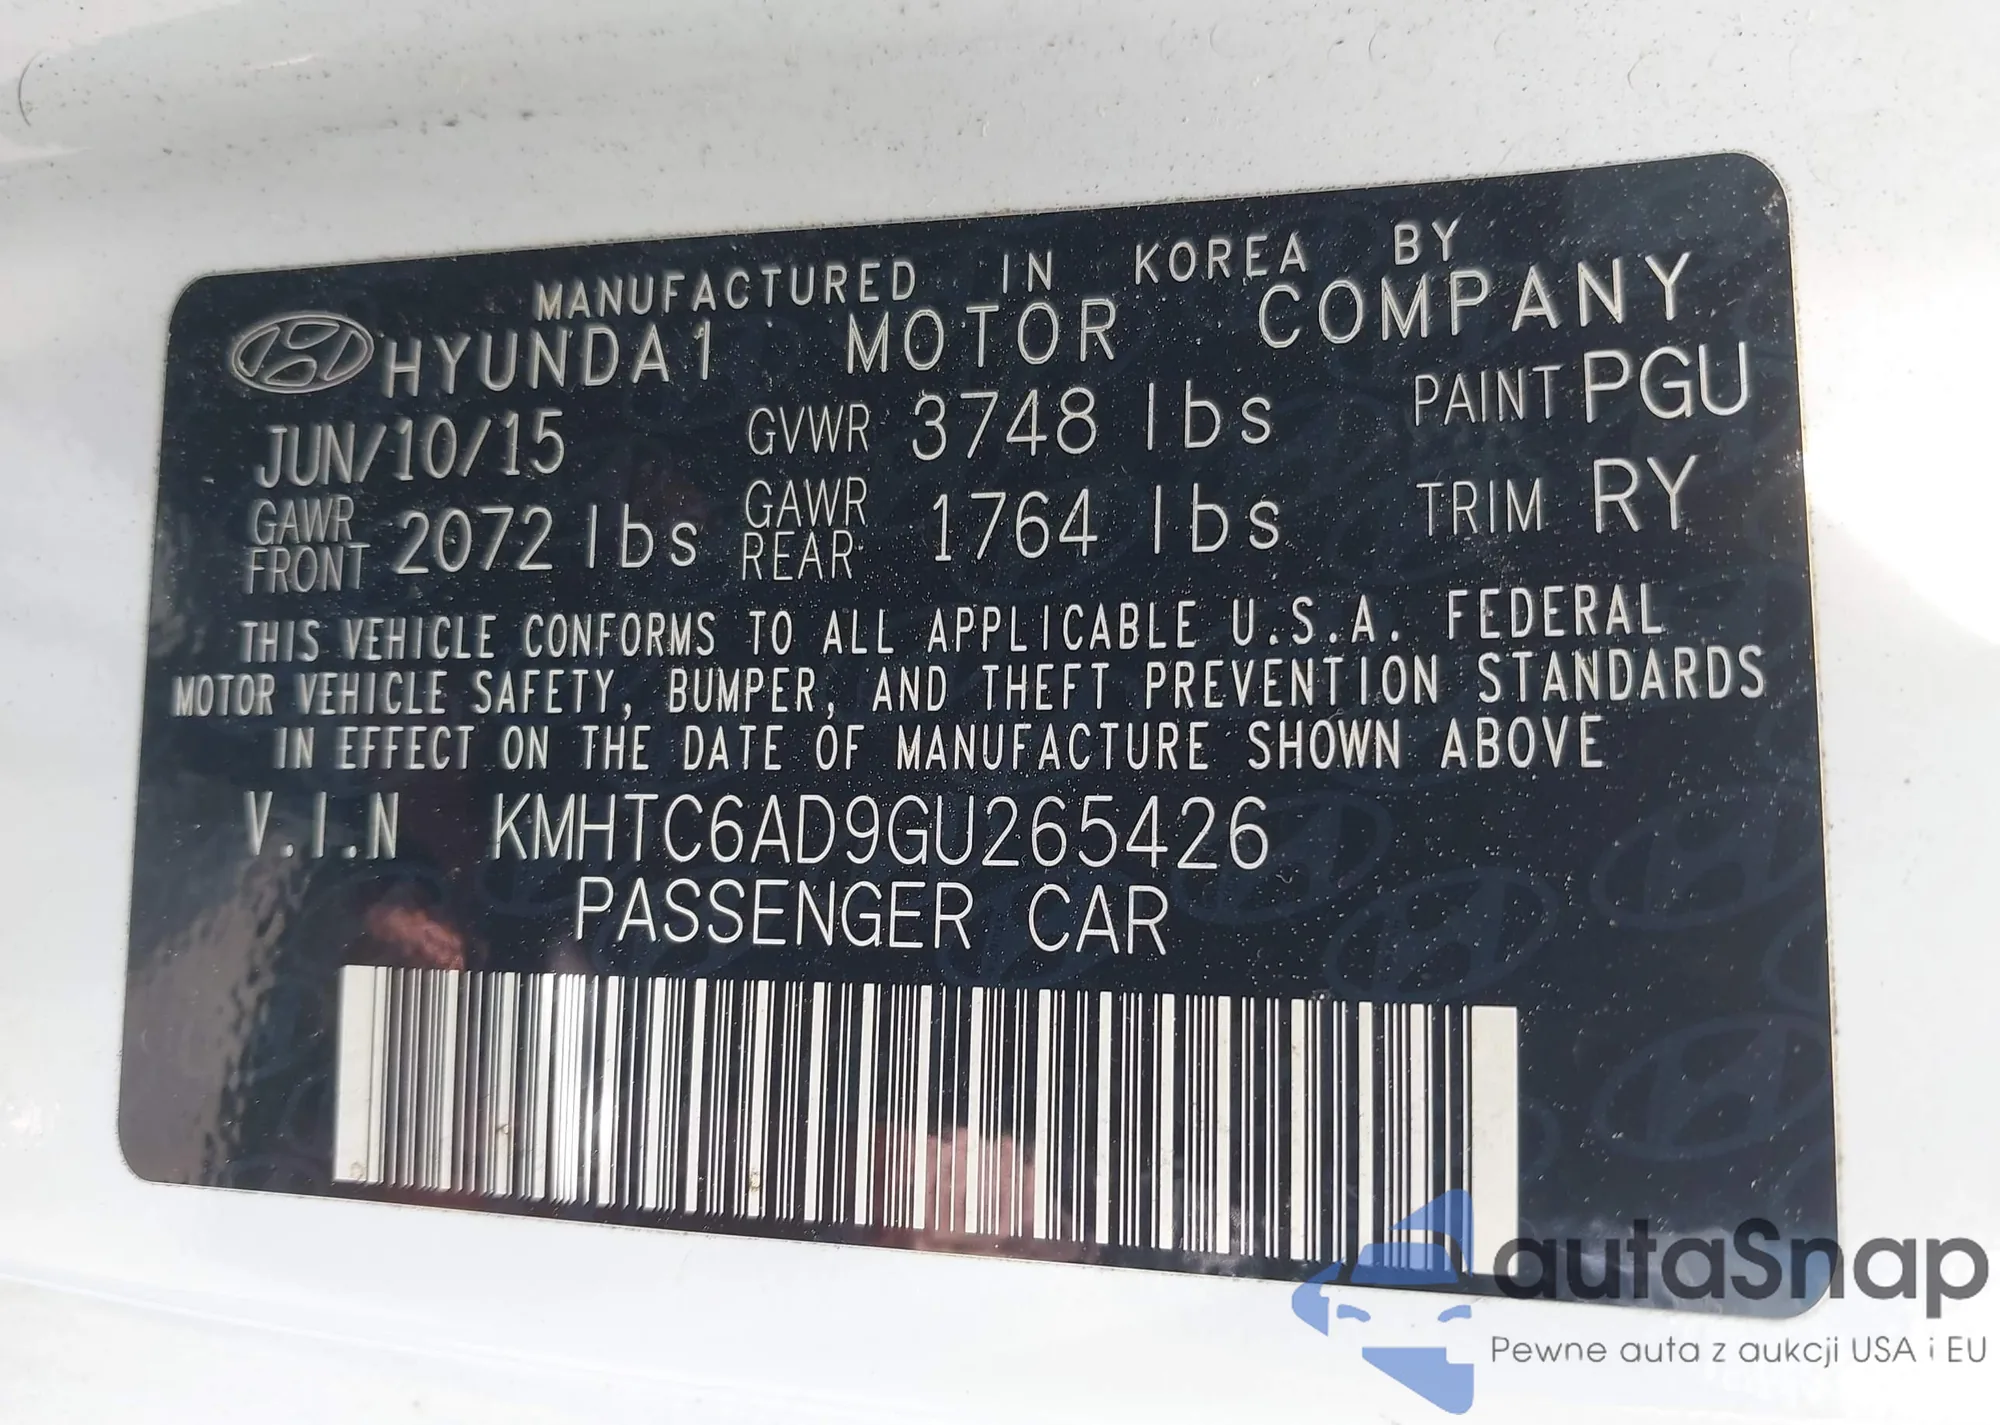 MANUFACTURED IN KOREA BY
HYUNDAI MOTOR COMPANY
JUN/10/15 GVWR 3748 lbs PAINT PGU
GAWR FRONT 2072 lbs GAWR REAR 1764 lbs TRIM RY
THIS VEHICLE CONFORMS TO ALL APPLICABLE U.S.A. FEDERAL
MOTOR VEHICLE SAFETY, BUMPER, AND THEFT PREVENTION STANDARDS
IN EFFECT ON THE DATE OF MANUFACTURE SHOWN ABOVE
V.I.N KMHTC6AD9GU265426
PASSENGER CAR
autaSnap
Pewne auta z aukcji USA i EU